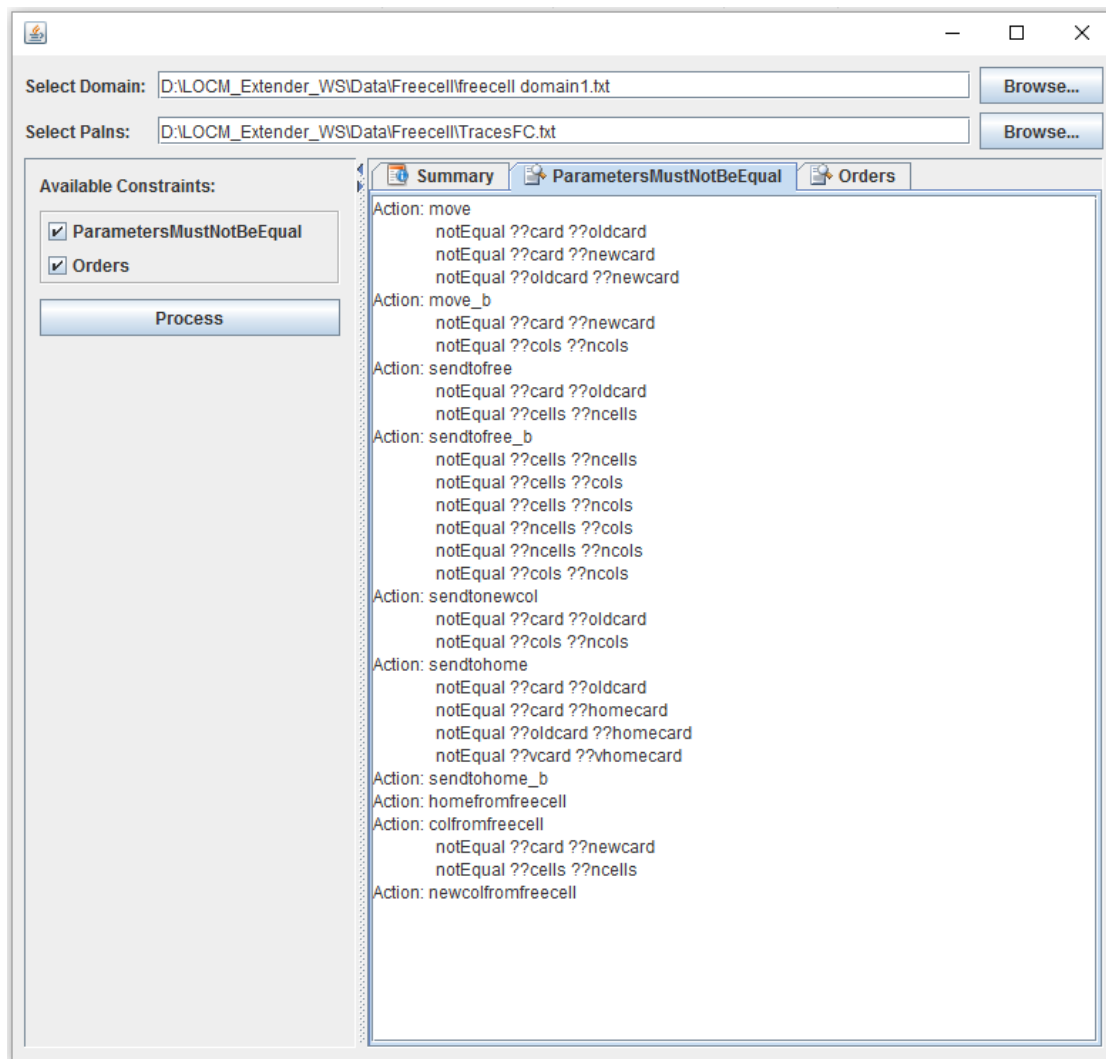 Select Domain: D:\LOCM_Extender_WS\Data\Freecell\freecell domain1.txt Browse...
Select Palns: D:\LOCM_Extender_WS\Data\Freecell\TracesFC.txt Browse...
Available Constraints:
ParametersMustNotBeEqual
Orders
Process
Summary ParametersMustNotBeEqual Orders
Action: move
notEqual ??card ??oldcard
notEqual ??card ??newcard
notEqual ??oldcard ??newcard
Action: move_b
notEqual ??card ??newcard
notEqual ??cols ??ncols
Action: sendtofree
notEqual ??card ??oldcard
notEqual ??cells ??ncells
Action: sendtofree_b
notEqual ??cells ??ncells
notEqual ??cells ??cols
notEqual ??cells ??ncols
notEqual ??ncells ??cols
notEqual ??ncells ??ncols
notEqual ??cols ??ncols
Action: sendtonewcol
notEqual ??card ??oldcard
notEqual ??cols ??ncols
Action: sendtohome
notEqual ??card ??oldcard
notEqual ??card ??homecard
notEqual ??oldcard ??homecard
notEqual ??vcard ??vhomecard
Action: sendtohome_b
Action: homefromfreecell
Action: colfromfreecell
notEqual ??card ??newcard
notEqual ??cells ??ncells
Action: newcolfromfreecell